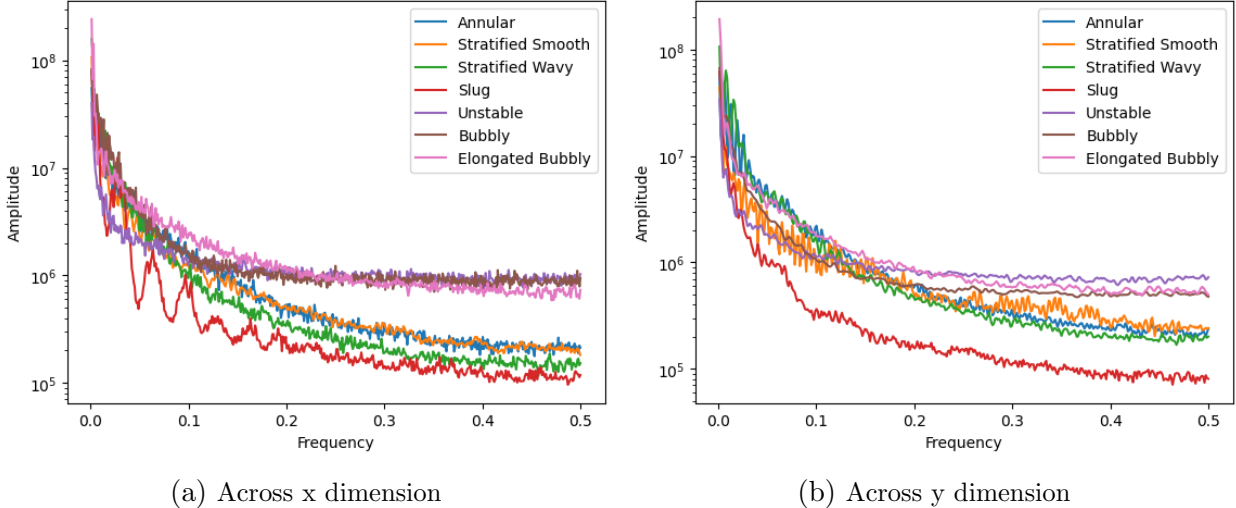 Annular
Stratified Smooth
Stratified Wavy
Slug
Unstable
Bubbly
Elongated Bubbly
10^8
10^7
10^6
10^5
Amplitude
0.0 0.1 0.2 0.3 0.4 0.5
Frequency
(a) Across x dimension
Annular
Stratified Smooth
Stratified Wavy
Slug
Unstable
Bubbly
Elongated Bubbly
10^8
10^7
10^6
10^5
Amplitude
0.0 0.1 0.2 0.3 0.4 0.5
Frequency
(b) Across y dimension